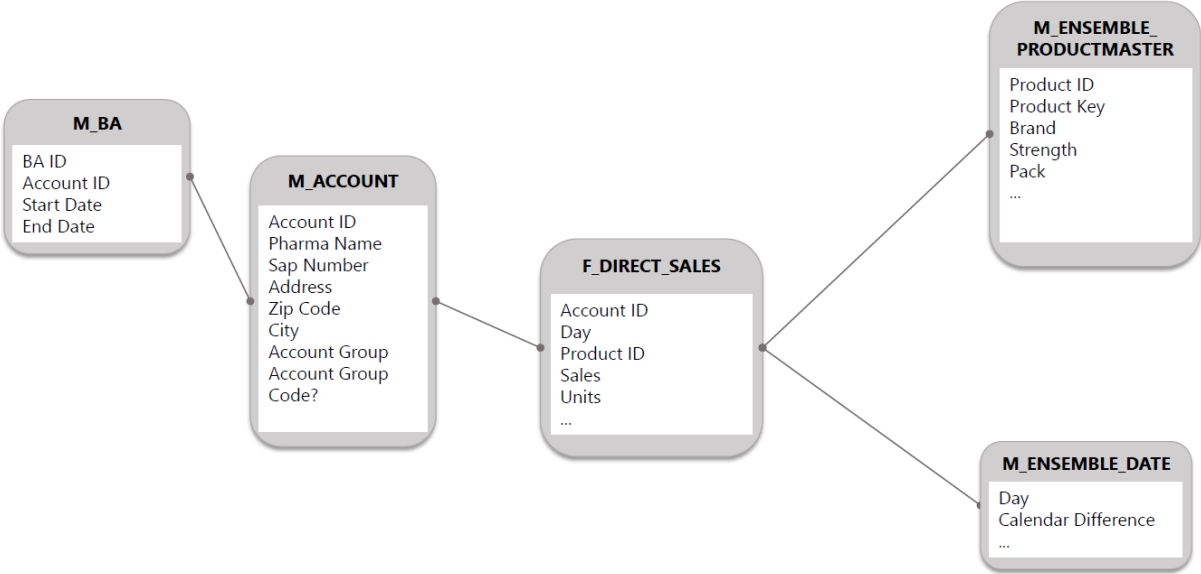 M_BA
BA ID
Account ID
Start Date
End Date
M_ACCOUNT
Account ID
Pharma Name
Sap Number
Address
Zip Code
City
Account Group
Account Group
Code?
F_DIRECT_SALES
Account ID
Day
Product ID
Sales
Units
...
M_ENSEMBLE_
PRODUCTMASTER
Product ID
Product Key
Brand
Strength
Pack
...
M_ENSEMBLE_DATE
Day
Calendar Difference
...